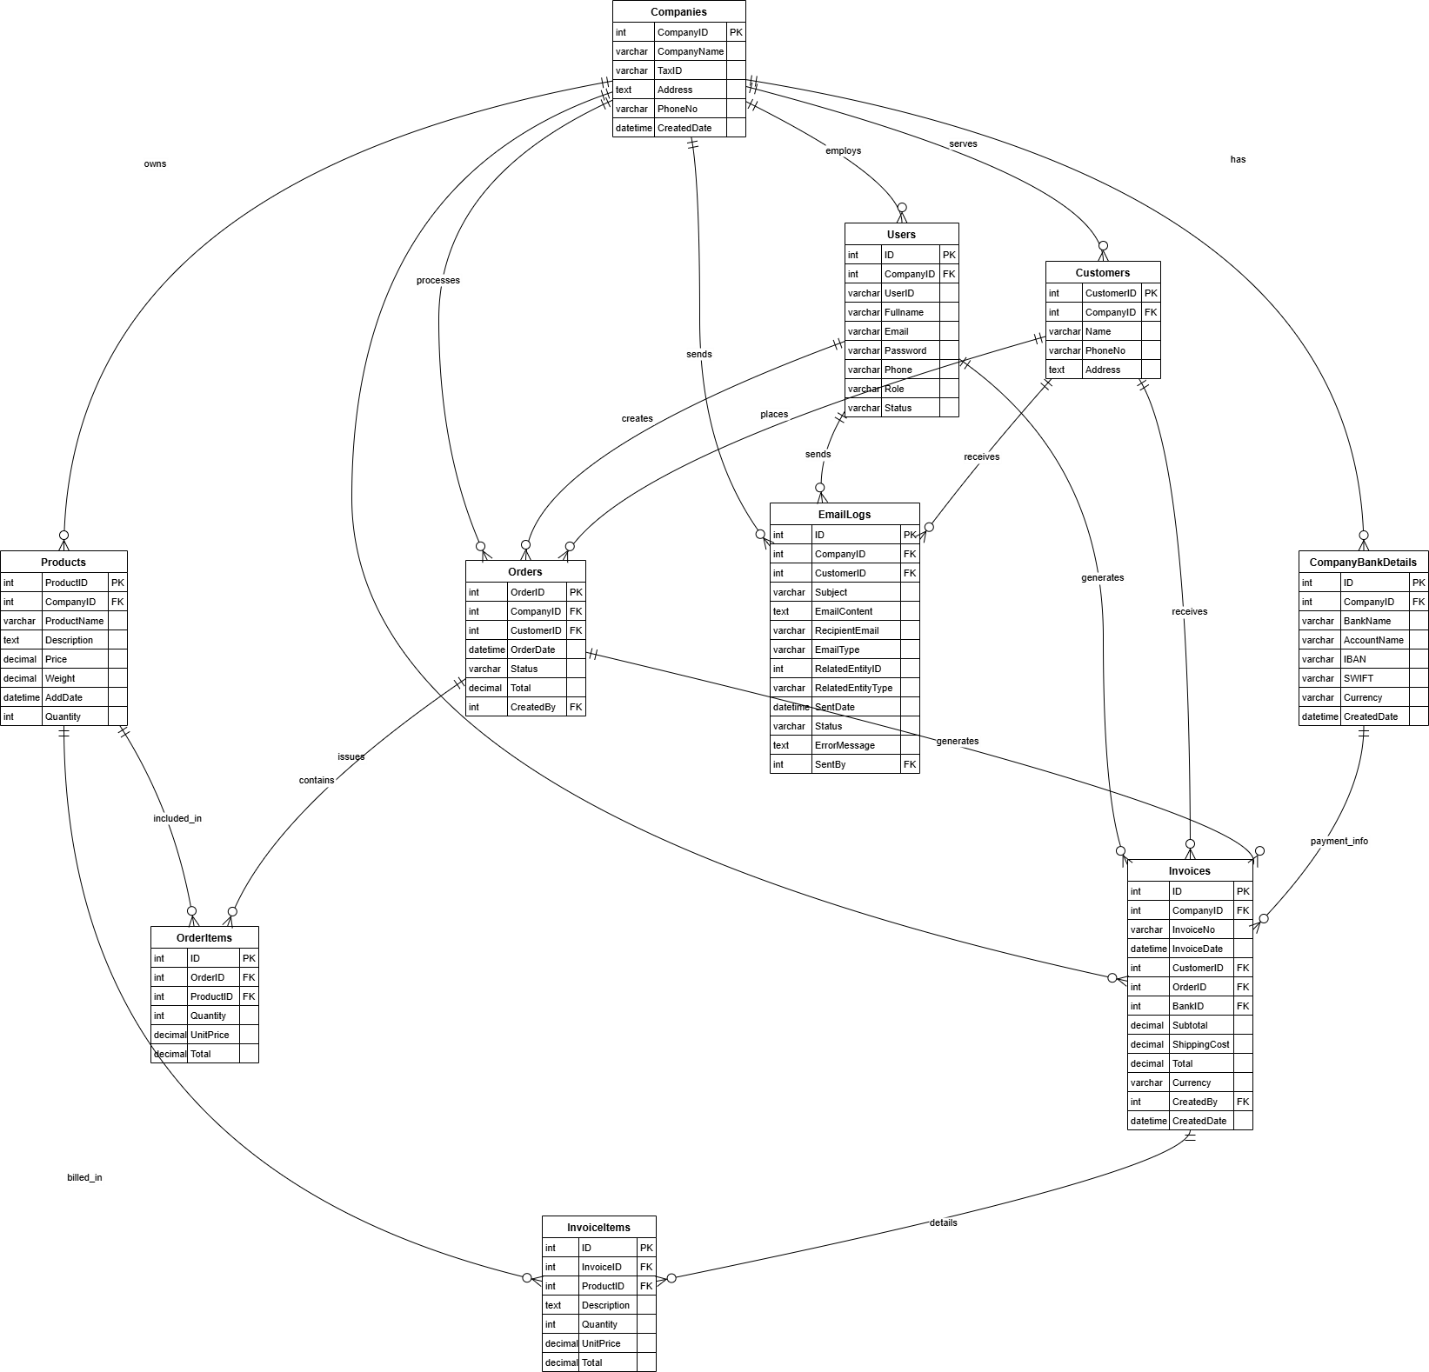 Companies
int CompanyID PK
varchar CompanyName
varchar TaxID
text Address
varchar PhoneNo
datetime CreatedDate
owns
employs
serves
has
processes
sends
Users
int ID PK
int CompanyID FK
varchar UserID
varchar Fullname
varchar Email
varchar Password
varchar Phone
varchar Role
varchar Status
Customers
int CustomerID PK
int CompanyID FK
varchar Name
varchar PhoneNo
text Address
creates
places
sends
receives
generates
receives
Products
int ProductID PK
int CompanyID FK
varchar ProductName
text Description
decimal Price
decimal Weight
datetime AddDate
int Quantity
Orders
int OrderID PK
int CompanyID FK
int CustomerID FK
datetime OrderDate
varchar Status
decimal Total
int CreatedBy FK
EmailLogs
int ID PK
int CompanyID FK
int CustomerID FK
varchar Subject
text EmailContent
varchar RecipientEmail
varchar EmailType
int RelatedEntityID
varchar RelatedEntityType
datetime SentDate
varchar Status
text ErrorMessage
int SentBy FK
CompanyBankDetails
int ID PK
int CompanyID FK
varchar BankName
varchar AccountName
varchar IBAN
varchar SWIFT
varchar Currency
datetime CreatedDate
issues
contains
included_in
generates
payment_info
OrderItems
int ID PK
int OrderID FK
int ProductID FK
int Quantity
decimal UnitPrice
decimal Total
Invoices
int ID PK
int CompanyID FK
varchar InvoiceNo
datetime InvoiceDate
int CustomerID FK
int OrderID FK
int BankID FK
decimal Subtotal
decimal ShippingCost
decimal Total
varchar Currency
int CreatedBy FK
datetime CreatedDate
billed_in
details
InvoiceItems
int ID PK
int InvoiceID FK
int ProductID FK
text Description
int Quantity
decimal UnitPrice
decimal Total